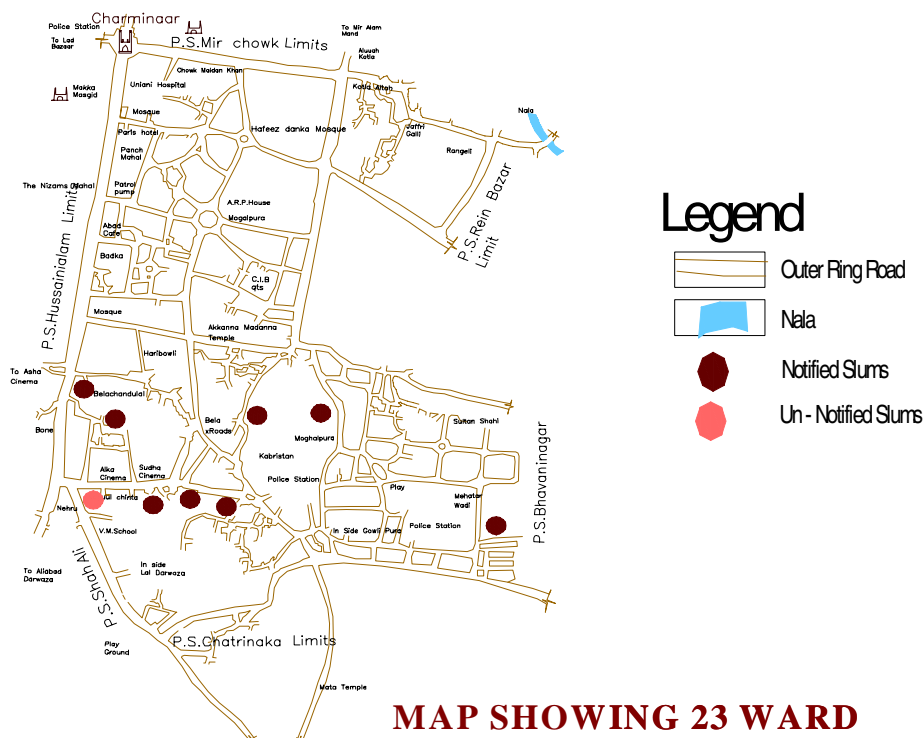 Charminaar
Police Station
To Lad
Bazaar
P.S.Mir chowk Limits
To Mir Alam
Mand
Aluvah
Kotla
Chowk Maidan Khan
Uniani Hospital
Kotla Alijah
Makka
Masgid
Mosque
Nala
Paris hotel
Hafeez danka Mosque
Jaffri
Galli
Panch
Mahal
Rangeli
The Nizams Mahal
Patrol
pump
A.R.P.House
Mogalpura
P.S.Rein Bazar
Limit
Abad
Cafe
Badka
P.S.Hussainialam Limits
C.I.B
qts
Mosque
Akkanna Madanna
Temple
Haribowli
To Asha
Cinema
Belachandulal
Bone
Bela
xRoads
Moghalpura
Sultan Shahi
P.S.Bhavaninagar
Kabristan
Alka
Cinema
Sudha
Cinema
Police Station
Play
Mehatar
Wadi
Nehru
V.M.School
In Side Gowli Pura
Police Station
In side
Lal Darwaza
To Aliabad
Darwaza
P.S.Shah Ali
P.S.Chatrinaka Limits
Play
Ground
Mata Temple
Legend
Outer Ring Road
Nala
Notified Slums
Un - Notified Slums
MAP SHOWING 23 WARD